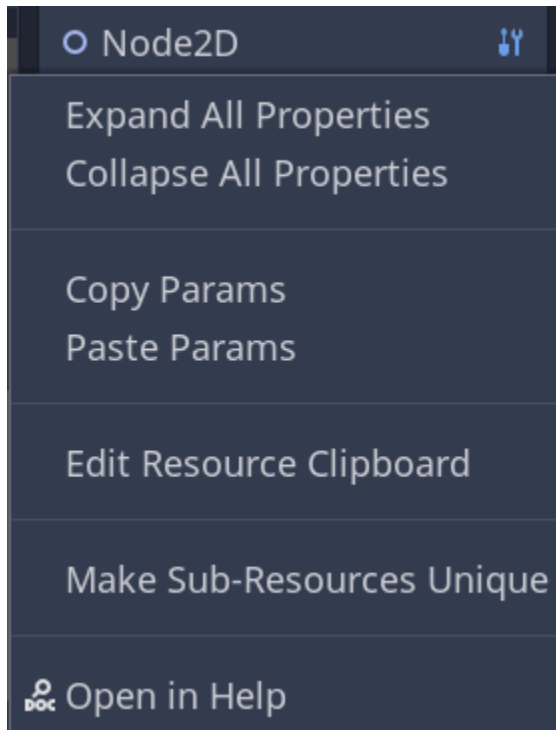 Node2D
Expand All Properties
Collapse All Properties
Copy Params
Paste Params
Edit Resource Clipboard
Make Sub-Resources Unique
DOC Open in Help